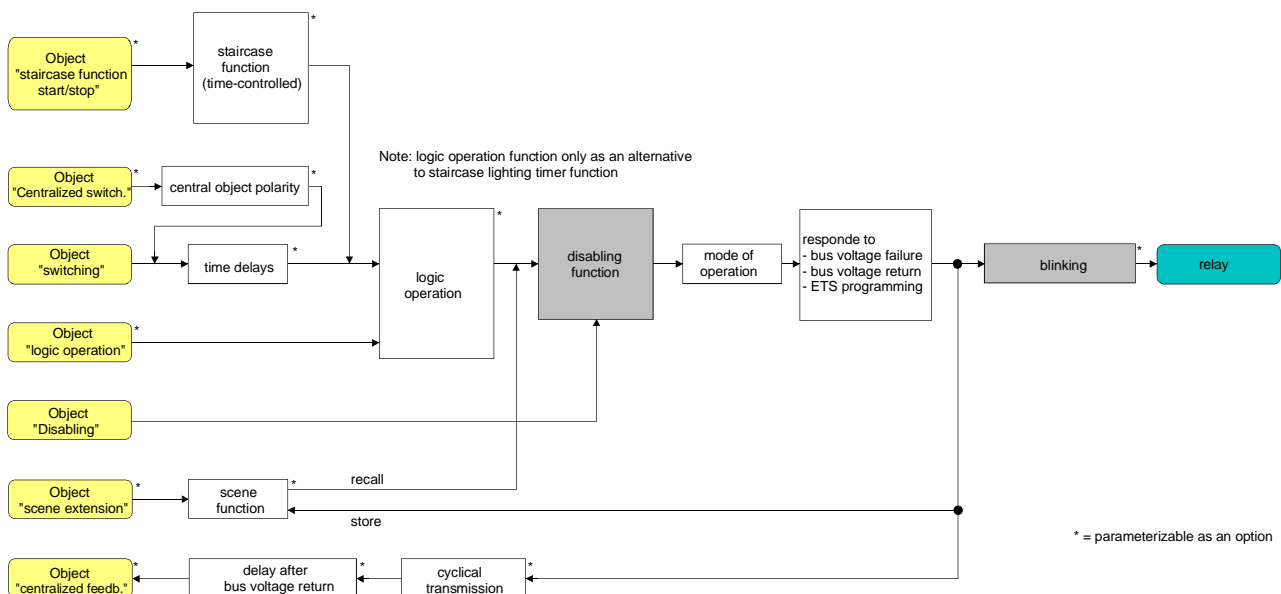 *
*
Object
"staircase function
start/stop"
staircase
function
(time-controlled)
Note: logic operation function only as an alternative
to staircase lighting timer function
Object
"Centralized switch."
*
central object polarity
*
Object
"switching"
time delays
*
logic
operation
*
disabling
function
mode of
operation
responde to
- bus voltage failure
- bus voltage return
- ETS programming
blinking
*
relay
Object
"logic operation"
*
Object
"Disabling"
Object
"scene extension"
*
scene
function
*
recall
store
* = parameterizable as an option
Object
"centralized feedb."
*
delay after
bus voltage return
*
cyclical
transmission
*